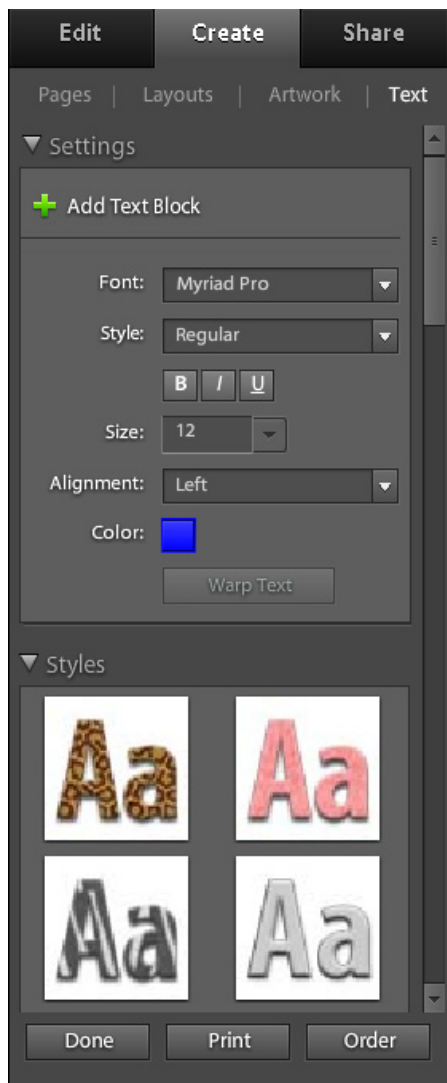 Edit Create Share
Pages | Layouts | Artwork | Text
Settings
Add Text Block
Font: Myriad Pro
Style: Regular
B I U
Size: 12
Alignment: Left
Color:
Warp Text
Styles
Aa Aa
Aa Aa
Done Print Order